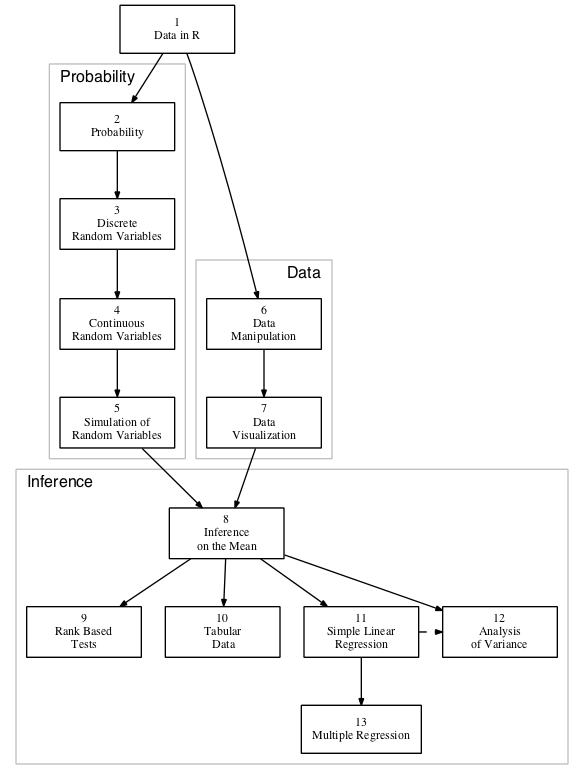 1
Data in R
Probability
2
Probability
3
Discrete
Random Variables
4
Continuous
Random Variables
5
Simulation of
Random Variables
Data
6
Data
Manipulation
7
Data
Visualization
Inference
8
Inference
on the Mean
9
Rank Based
Tests
10
Tabular
Data
11
Simple Linear
Regression
12
Analysis
of Variance
13
Multiple Regression